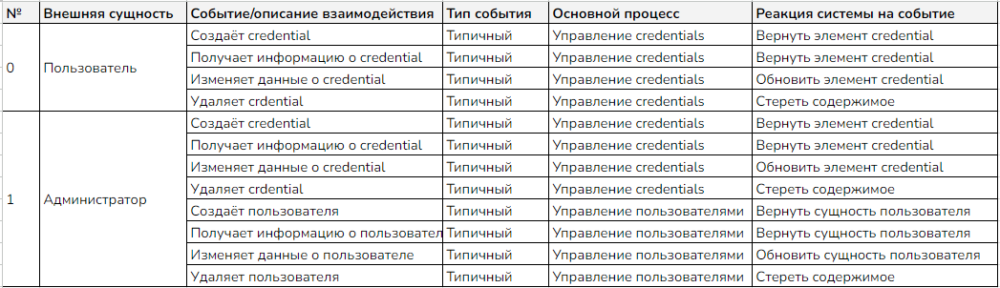 № Внешняя сущность Событие/описание взаимодействия Тип события Основной процесс Реакция системы на событие
0 Пользователь Создаёт credential Типичный Управление credentials Вернуть элемент credential
Получает информацию о credential Типичный Управление credentials Вернуть элемент credential
Изменяет данные о credential Типичный Управление credentials Обновить элемент credential
Удаляет crdential Типичный Управление credentials Стереть содержимое
1 Администратор Создаёт credential Типичный Управление credentials Вернуть элемент credential
Получает информацию о credential Типичный Управление credentials Вернуть элемент credential
Изменяет данные о credential Типичный Управление credentials Обновить элемент credential
Удаляет crdential Типичный Управление credentials Стереть содержимое
Создаёт пользователя Типичный Управление пользователями Вернуть сущность пользователя
Получает информацию о пользовател Типичный Управление пользователями Вернуть сущность пользователя
Изменяет данные о пользователе Типичный Управление пользователями Обновить сущность пользователя
Удаляет пользователя Типичный Управление пользователями Стереть содержимое